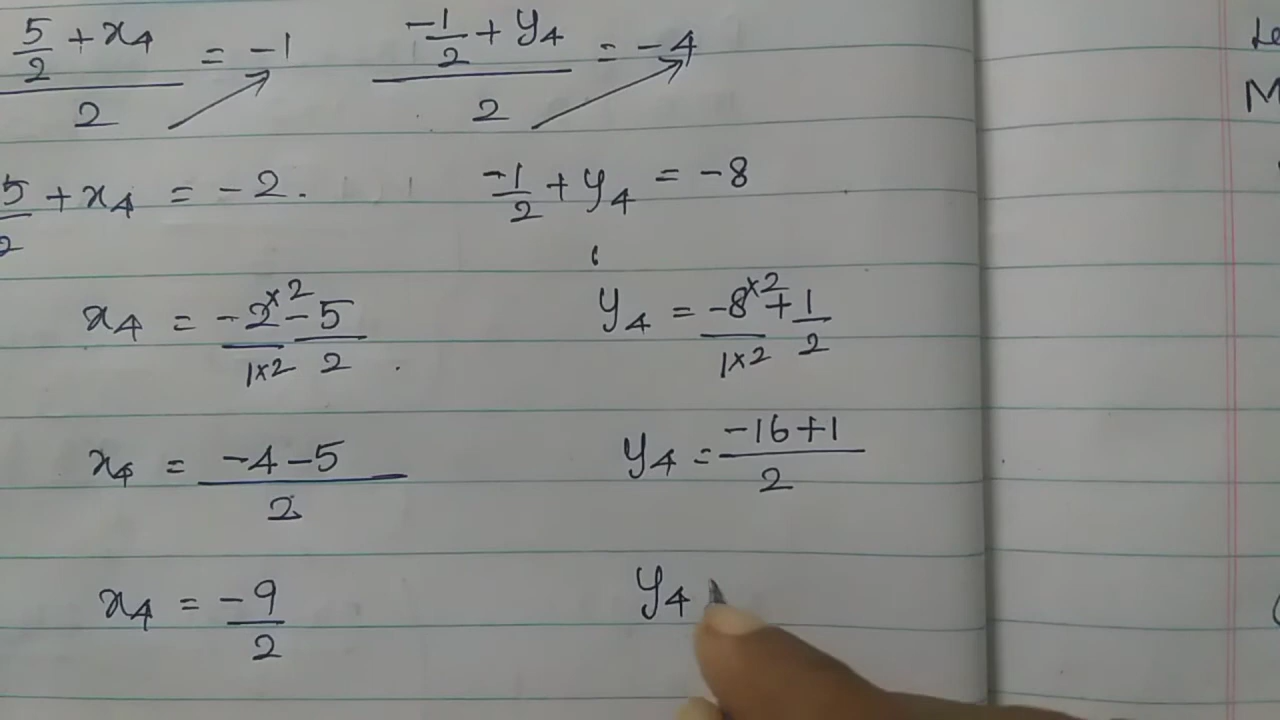 5/2 + x₄ / 2 = -1    -1/2 + y₄ / 2 = -4
5/2 + x₄ = -2.    -1/2 + y₄ = -8
x₄ = -2×2/1×2 - 5/2    y₄ = -8×2/1×2 + 1/2
x₄ = -4-5/2    y₄ = -16+1/2
x₄ = -9/2    y₄
Le
M